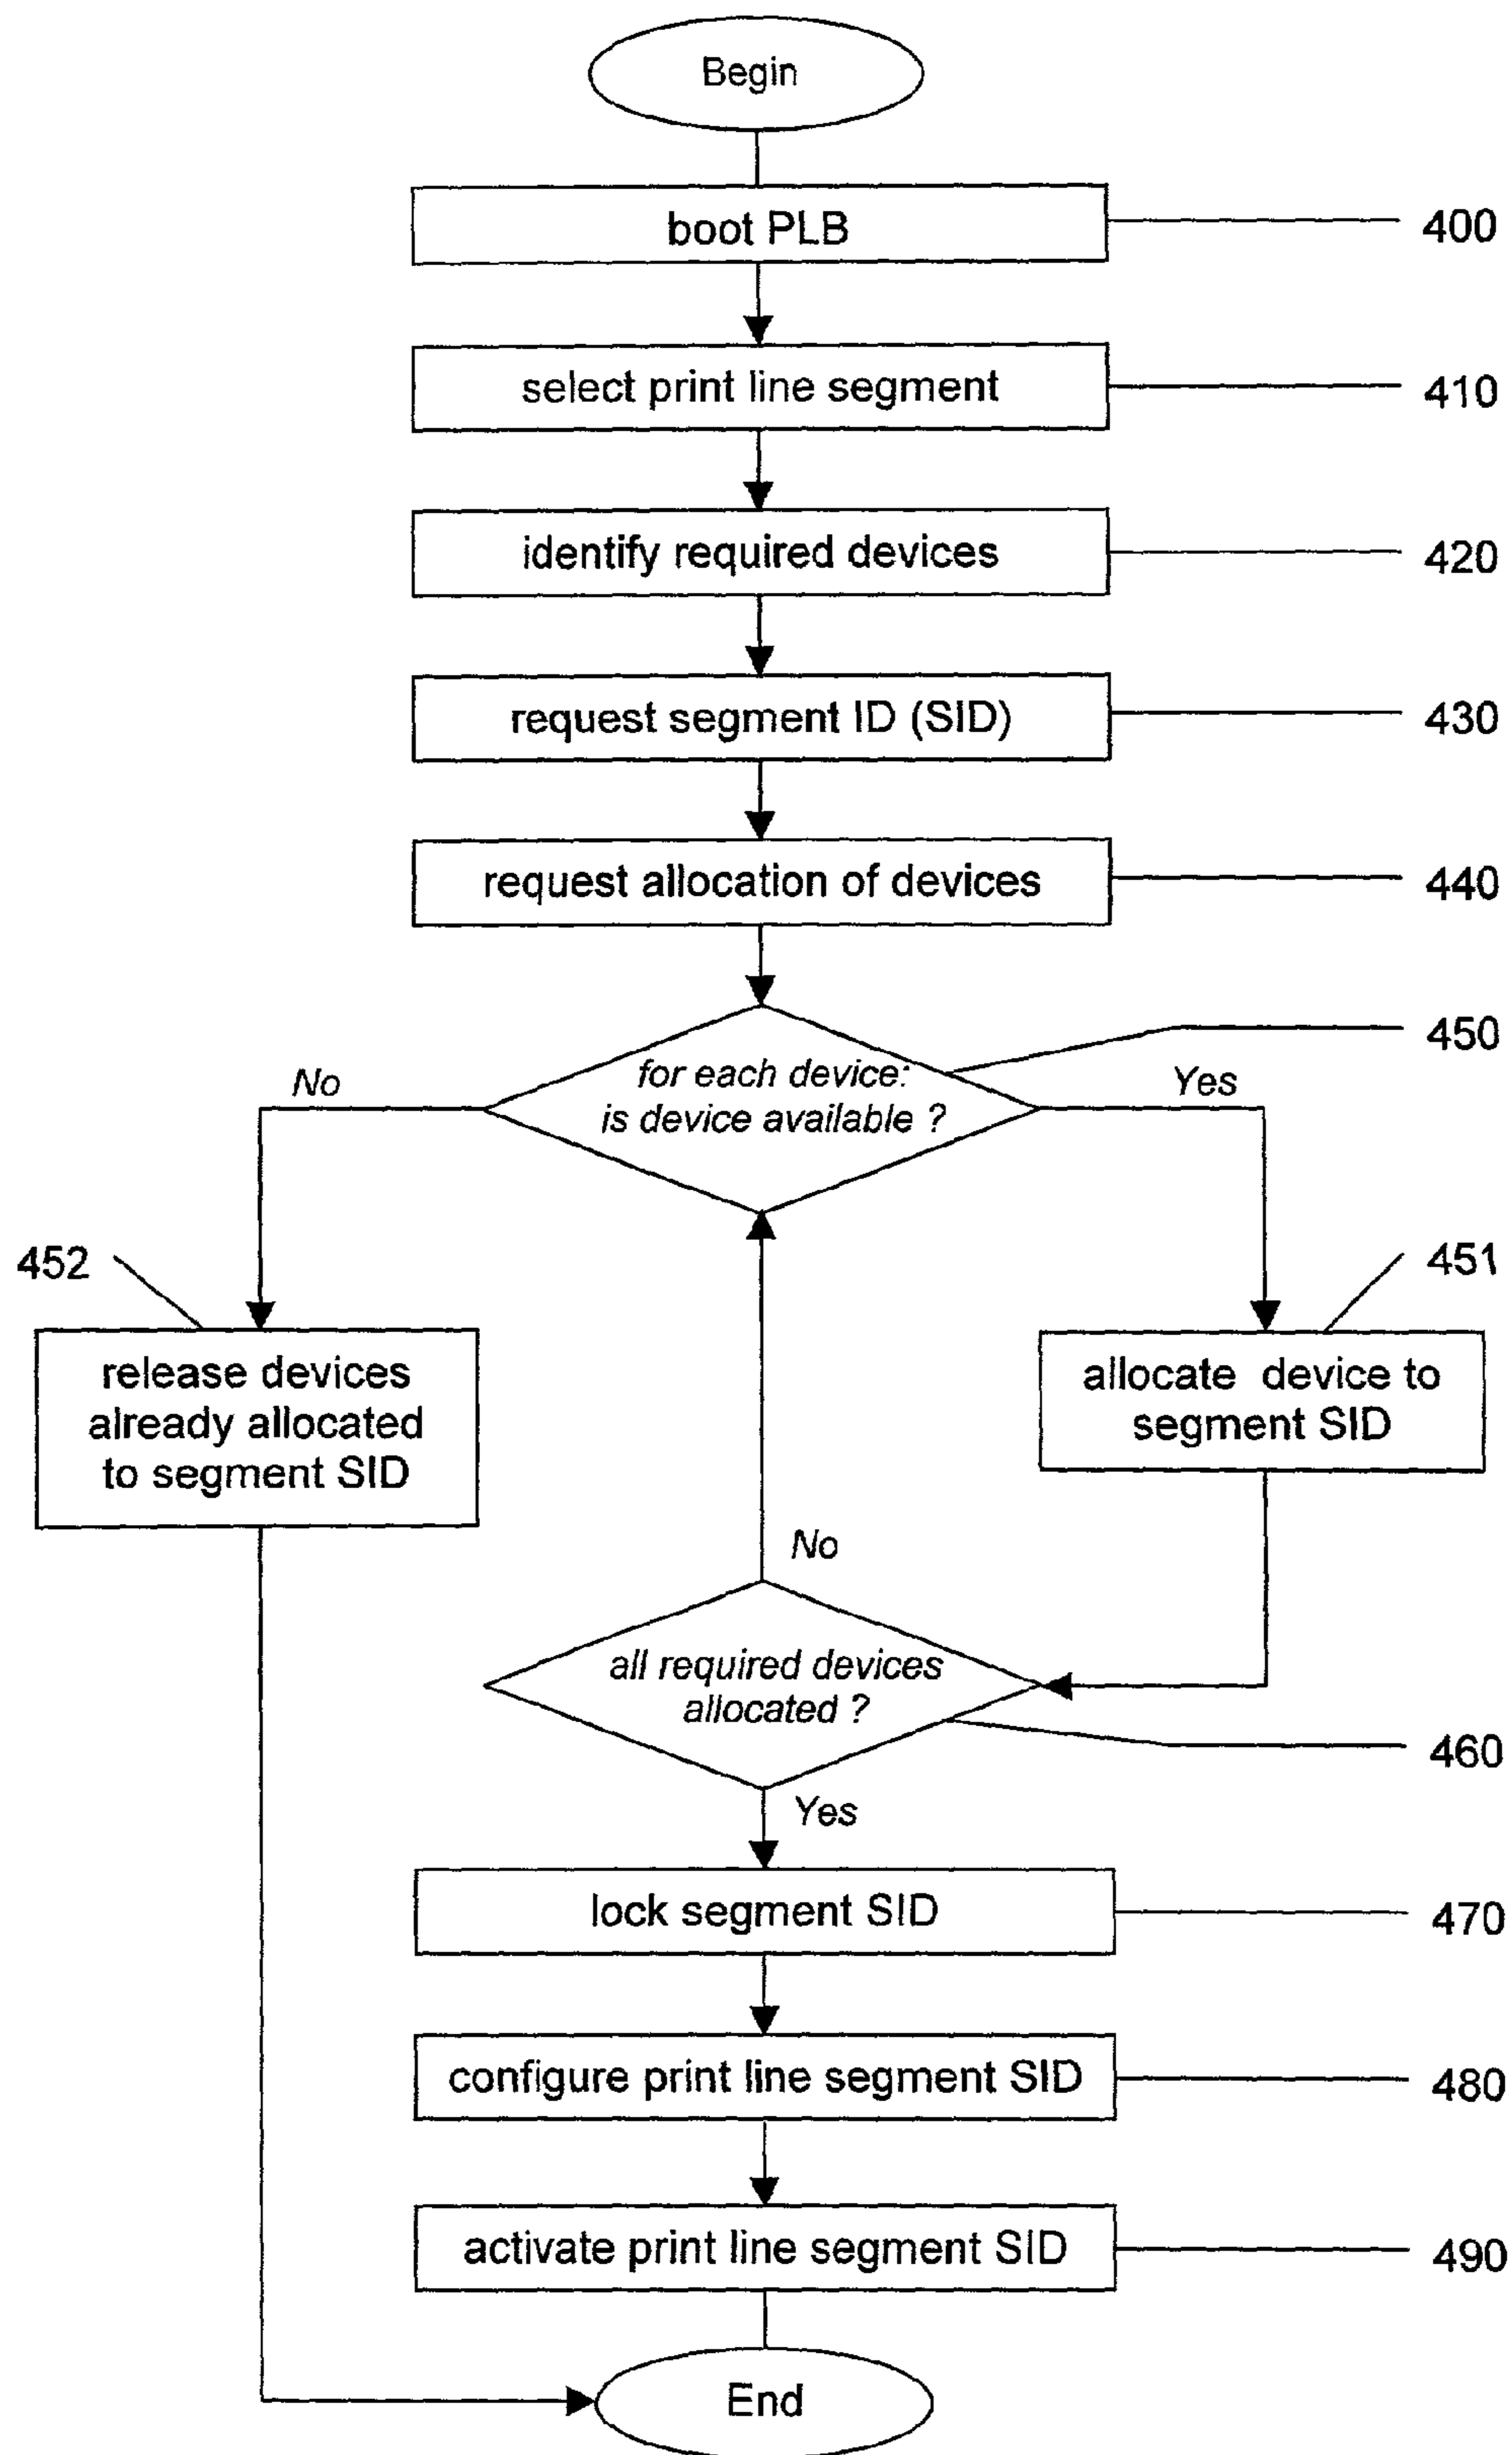 Begin
boot PLB
400
select print line segment
410
identify required devices
420
request segment ID (SID)
430
request allocation of devices
440
450
for each device:
is device available ?
No
Yes
452
451
release devices
already allocated
to segment SID
allocate device to
segment SID
No
all required devices
allocated ?
460
Yes
lock segment SID
470
configure print line segment SID
480
activate print line segment SID
490
End